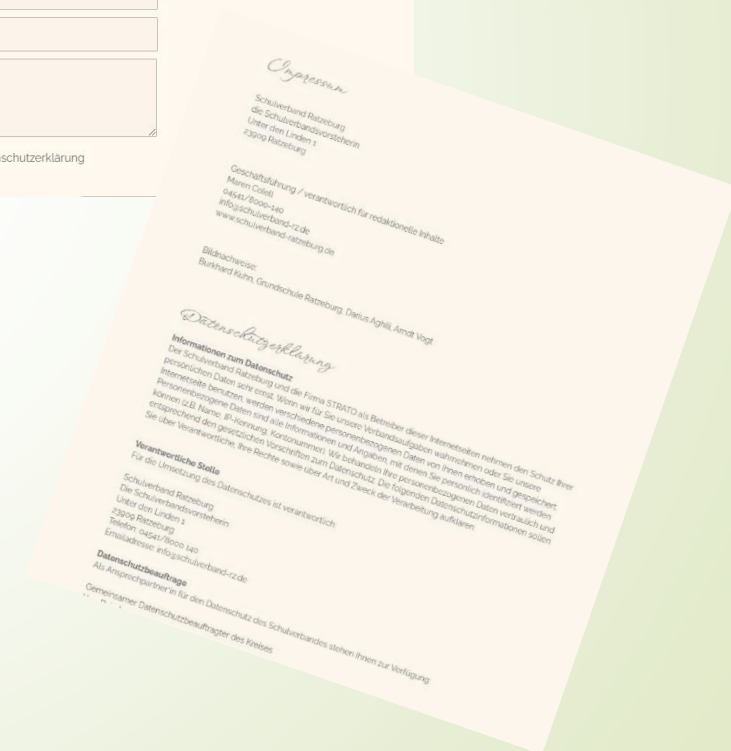 schutzerklärung
Impressum
Schulverband Ratzeburg
die Schulverbandsvorsteherin
Unter den Linden 1
23909 Ratzeburg
Geschäftsführung / verantwortlich für redaktionelle Inhalte
Maren Colell
04541/8000-140
info@schulverband-rz.de
www.schulverband-ratzeburg.de
Bildnachweise:
Burkhard Kuhn, Grundschule Ratzeburg, Darius Aghili, Arndt Vogt
Datenschutzerklärung
Informationen zum Datenschutz
Der Schulverband Ratzeburg und die Firma STRATO als Betreiber dieser Internetseiten nehmen den Schutz Ihrer
persönlichen Daten sehr ernst. Wenn wir für Sie unsere Verbandsaufgaben wahrnehmen oder Sie unsere
Internetseite benutzen, werden verschiedene personenbezogenen Daten von Ihnen erhoben und gespeichert.
Personenbezogene Daten sind alle Informationen und Angaben, mit denen Sie persönlich identifiziert werden
können (z.B. Name, IP-Kennung, Kontonummer). Wir behandeln Ihre personenbezogenen Daten vertraulich und
entsprechend den gesetzlichen Vorschriften zum Datenschutz. Die folgenden Datenschutzinformationen sollen
Sie über Verantwortliche, Ihre Rechte sowie über Art und Zweck der Verarbeitung aufklären.
Verantwortliche Stelle
Für die Umsetzung des Datenschutzes ist verantwortlich
Schulverband Ratzeburg
Die Schulverbandsvorsteherin
Unter den Linden 1
23909 Ratzeburg
Telefon: 04541/8000 140
Emailadresse: info@schulverband-rz.de
Datenschutzbeauftrage
Als Ansprechpartner*in für den Datenschutz des Schulverbandes stehen Ihnen zur Verfügung:
Gemeinsamer Datenschutzbeauftragter des Kreises